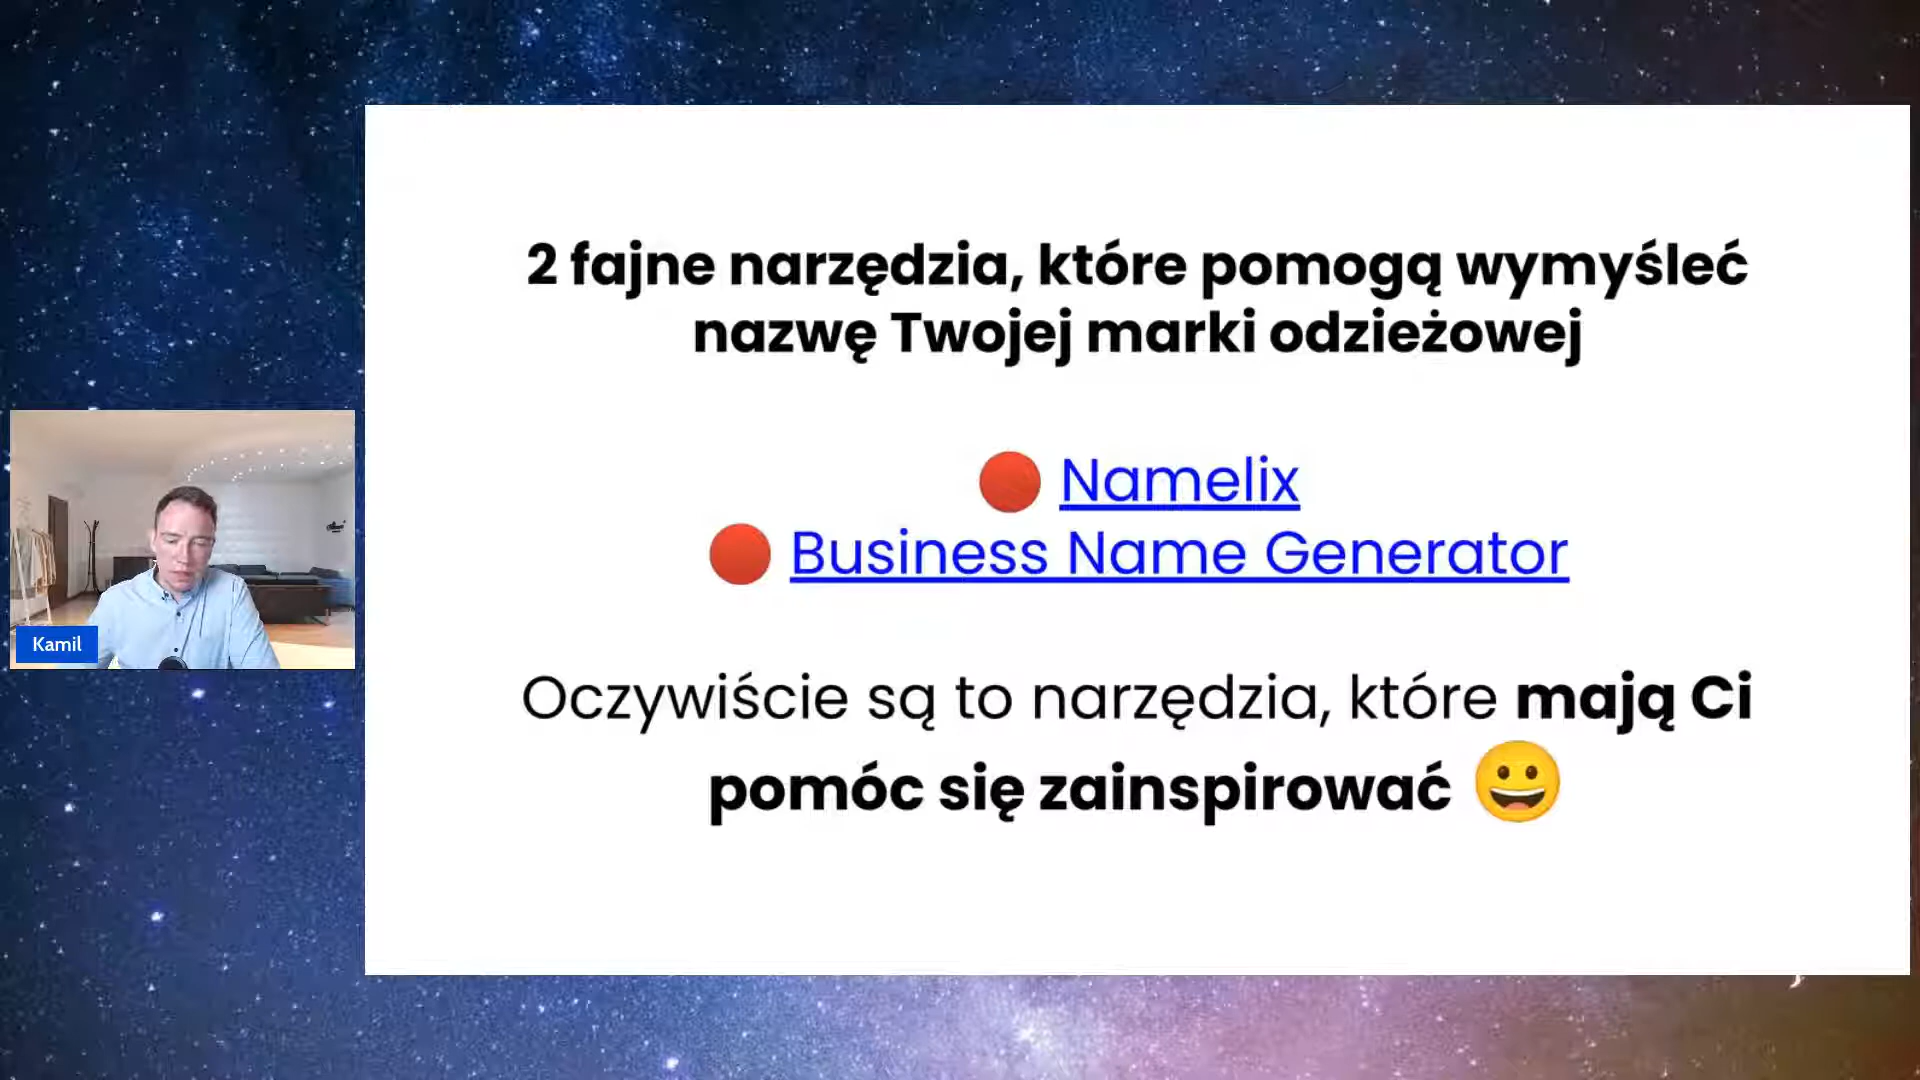 2 fajne narzędzia, które pomogą wymyśleć
nazwę Twojej marki odzieżowej
Namelix
Business Name Generator
Oczywiście są to narzędzia, które mają Ci
pomóc się zainspirować
Kamil